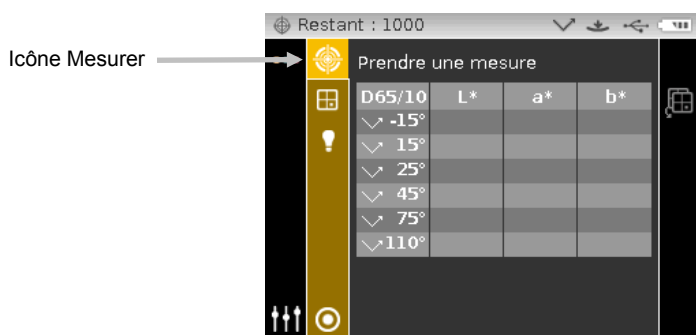 Restant : 1000
Icône Mesurer
Prendre une mesure
D65/10 L* a* b*
-15°
15°
25°
45°
75°
110°